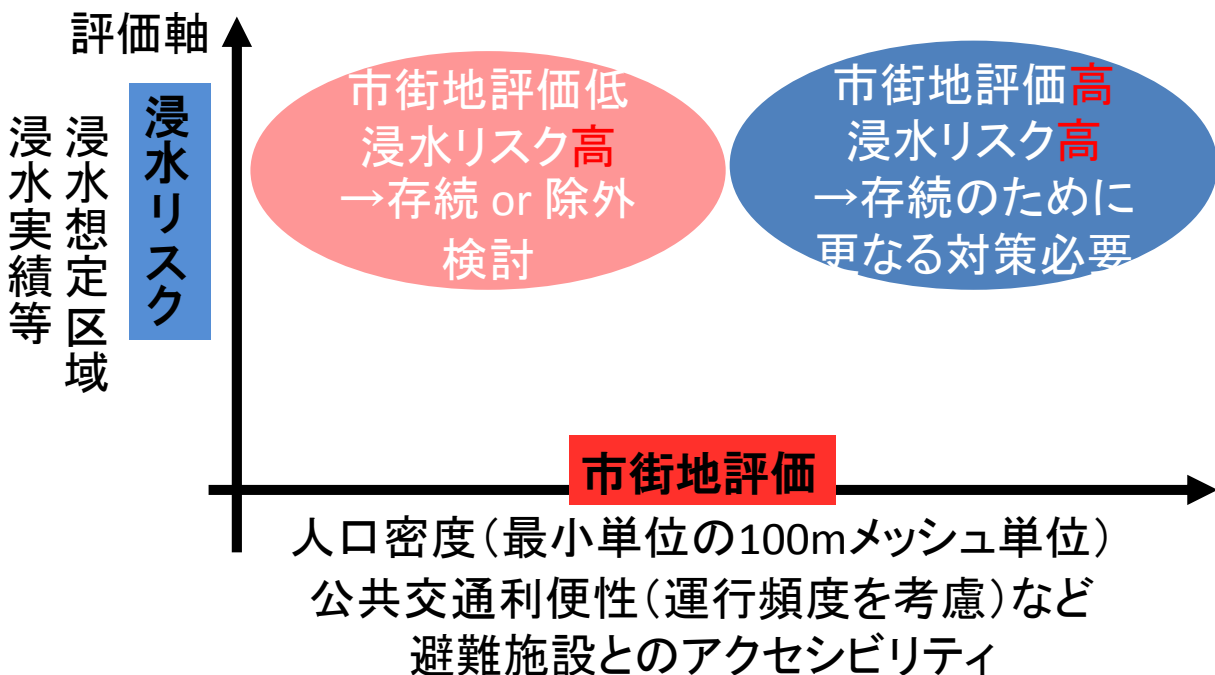 評価軸
浸水リスク
浸水想定区域
浸水実績等
市街地評価低
浸水リスク高
→存続 or 除外
検討
市街地評価高
浸水リスク高
→存続のために
更なる対策必要
市街地評価
人口密度（最小単位の100mメッシュ単位）
公共交通利便性（運行頻度を考慮）など
避難施設とのアクセシビリティ